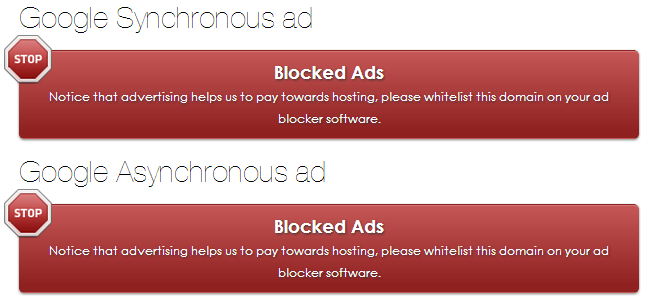 Google Synchronous ad
STOP
Blocked Ads
Notice that advertising helps us to pay towards hosting, please whitelist this domain on your ad
blocker software.
Google Asynchronous ad
STOP
Blocked Ads
Notice that advertising helps us to pay towards hosting, please whitelist this domain on your ad
blocker software.